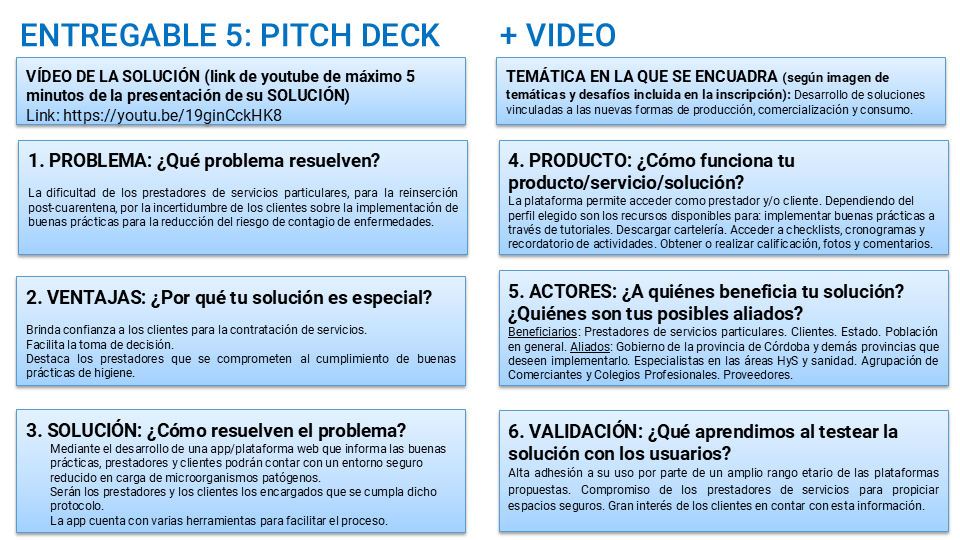 ENTREGABLE 5: PITCH DECK + VIDEO
VÍDEO DE LA SOLUCIÓN (link de youtube de máximo 5
minutos de la presentación de su SOLUCIÓN)
Link: https://youtu.be/19ginCckHK8
TEMÁTICA EN LA QUE SE ENCUADRA (según imagen de
temáticas y desafíos incluida en la inscripción): Desarrollo de soluciones
vinculadas a las nuevas formas de producción, comercialización y consumo.
1. PROBLEMA: ¿Qué problema resuelven?
La dificultad de los prestadores de servicios particulares, para la reinserción
post-cuarentena, por la incertidumbre de los clientes sobre la implementación de
buenas prácticas para la reducción del riesgo de contagio de enfermedades.
2. VENTAJAS: ¿Por qué tu solución es especial?
Brinda confianza a los clientes para la contratación de servicios.
Facilita la toma de decisión.
Destaca los prestadores que se comprometen al cumplimiento de buenas
prácticas de higiene.
3. SOLUCIÓN: ¿Cómo resuelven el problema?
Mediante el desarrollo de una app/plataforma web que informa las buenas
prácticas, prestadores y clientes podrán contar con un entorno seguro
reducido en carga de microorganismos patógenos.
Serán los prestadores y los clientes los encargados que se cumpla dicho
protocolo.
La app cuenta con varias herramientas para facilitar el proceso.
4. PRODUCTO: ¿Cómo funciona tu
producto/servicio/solución?
La plataforma permite acceder como prestador y/o cliente. Dependiendo del
perfil elegido son los recursos disponibles para: implementar buenas prácticas a
través de tutoriales. Descargar cartelería. Acceder a checklists, cronogramas y
recordatorio de actividades. Obtener o realizar calificación, fotos y comentarios.
5. ACTORES: ¿A quiénes beneficia tu solución?
¿Quiénes son tus posibles aliados?
Beneficiarios: Prestadores de servicios particulares. Clientes. Estado. Población
en general. Aliados: Gobierno de la provincia de Córdoba y demás provincias que
deseen implementarlo. Especialistas en las áreas HyS y sanidad. Agrupación de
Comerciantes y Colegios Profesionales. Proveedores.
6. VALIDACIÓN: ¿Qué aprendimos al testear la
solución con los usuarios?
Alta adhesión a su uso por parte de un amplio rango etario de las plataformas
propuestas. Compromiso de los prestadores de servicios para propiciar
espacios seguros. Gran interés de los clientes en contar con esta información.